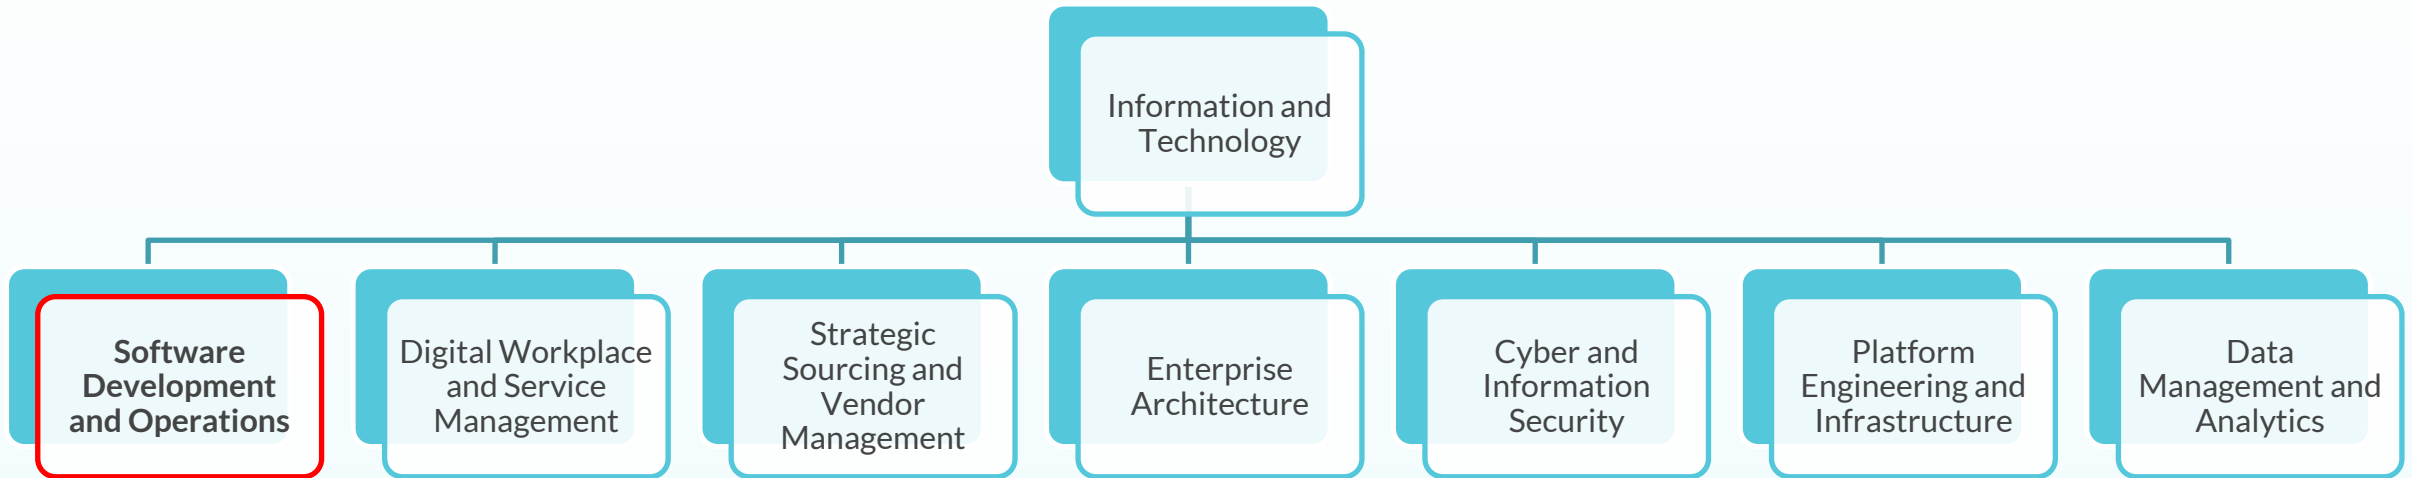 Information and
Technology
Software
Development
and Operations
Digital Workplace
and Service
Management
Strategic
Sourcing and
Vendor
Management
Enterprise
Architecture
Cyber and
Information
Security
Platform
Engineering and
Infrastructure
Data
Management and
Analytics